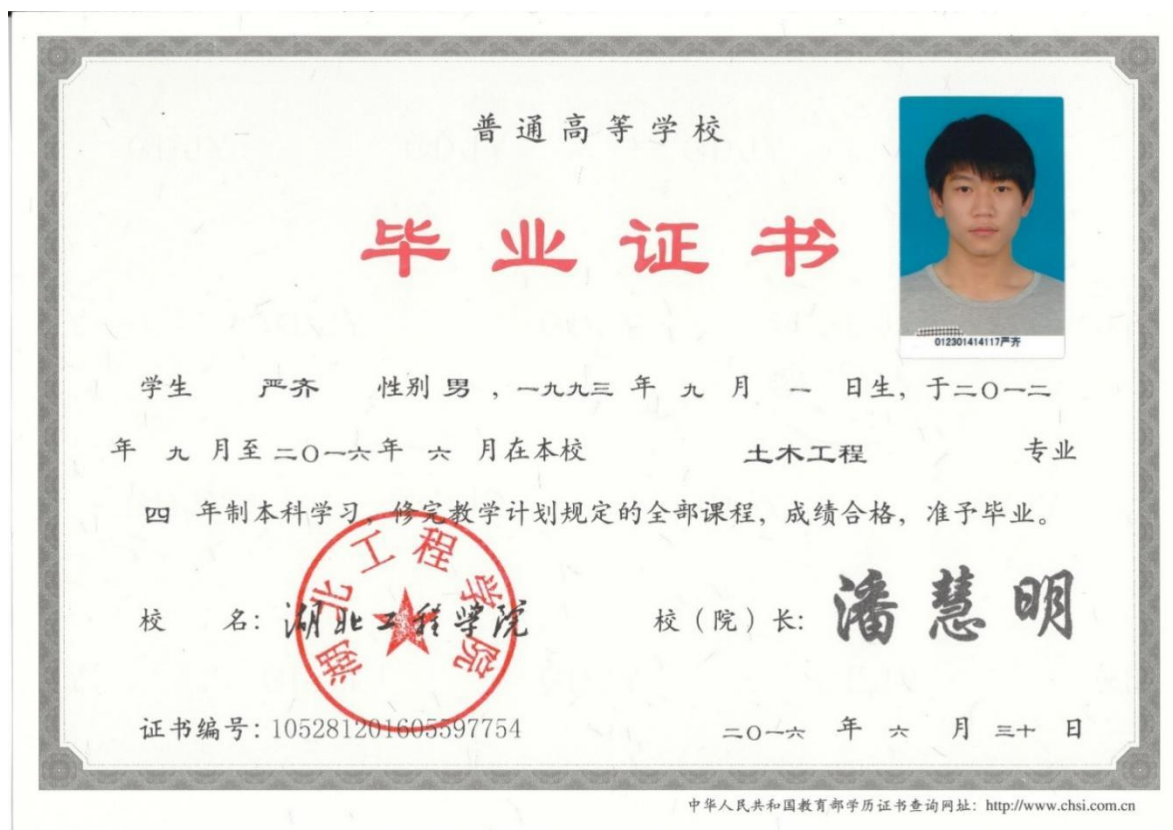 普通高等学校
毕业证书
012301414117严齐
学生 严齐 性别 男 ，一九九三 年 九 月 一 日生，于二〇一二
年 九 月至 二〇一六 年 六 月在本校 土木工程 专业
四 年制本科学习，修完教学计划规定的全部课程，成绩合格，准予毕业。
湖北工程学院
校 名：湖北工程学院 校（院）长：潘慧明
证书编号：105281201605597754 二〇一六 年 六 月 三十 日
中华人民共和国教育部学历证书查询网址：http://www.chsi.com.cn